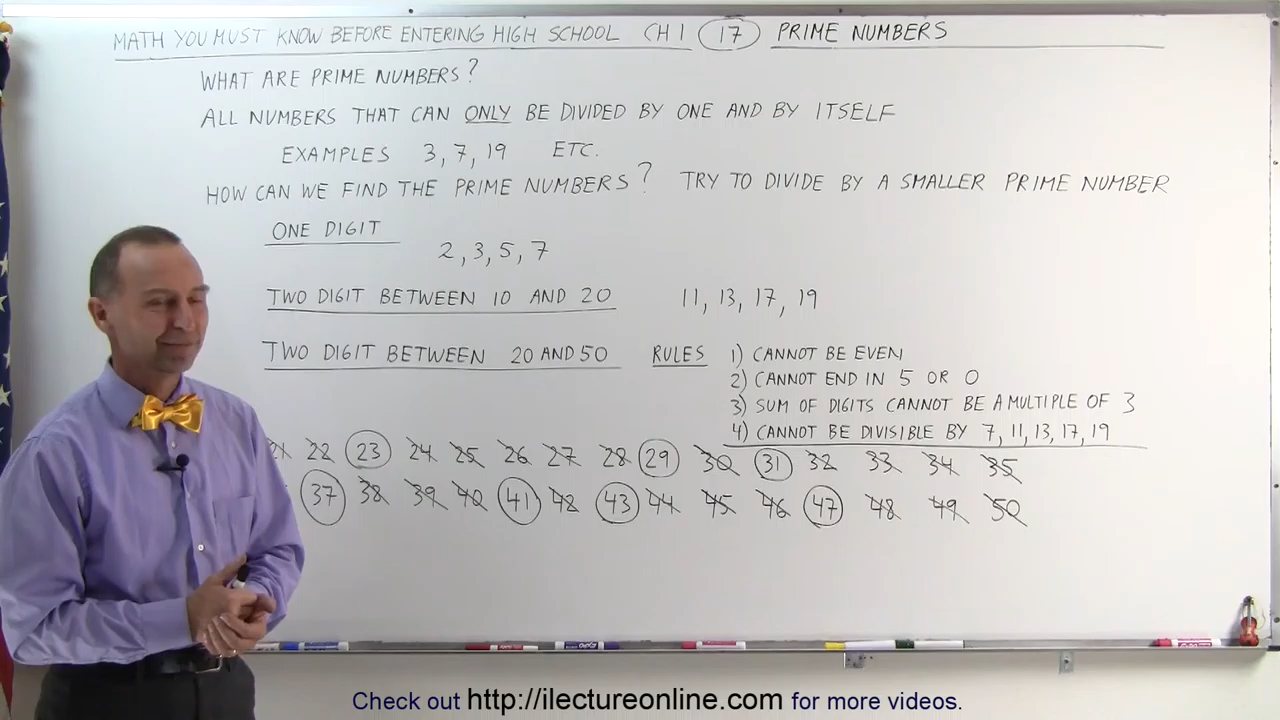 MATH YOU MUST KNOW BEFORE ENTERING HIGH SCHOOL CH 1 17 PRIME NUMBERS
WHAT ARE PRIME NUMBERS?
ALL NUMBERS THAT CAN ONLY BE DIVIDED BY ONE AND BY ITSELF
EXAMPLES 3, 7, 19 ETC.
HOW CAN WE FIND THE PRIME NUMBERS? TRY TO DIVIDE BY A SMALLER PRIME NUMBER
ONE DIGIT
2, 3, 5, 7
TWO DIGIT BETWEEN 10 AND 20 11, 13, 17, 19
TWO DIGIT BETWEEN 20 AND 50 RULES 1) CANNOT BE EVEN
2) CANNOT END IN 5 OR 0
3) SUM OF DIGITS CANNOT BE A MULTIPLE OF 3
4) CANNOT BE DIVISIBLE BY 7, 11, 13, 17, 19
21 22 23 24 25 26 27 28 29 30 31 32 33 34 35
37 38 39 40 41 42 43 44 45 46 47 48 49 50
Check out http://ilectureonline.com for more videos.